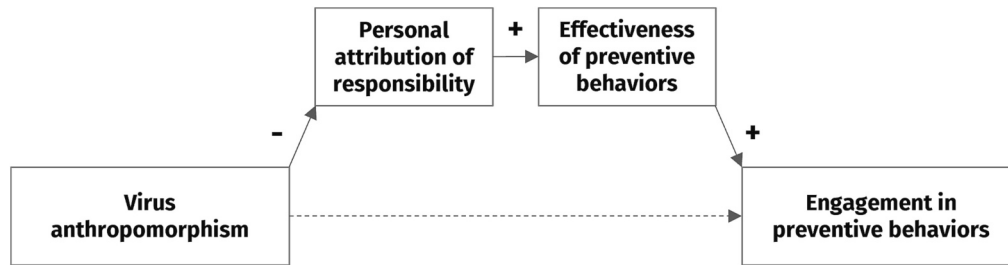 Personal
attribution of
responsibility
+
Effectiveness
of preventive
behaviors
-
+
Virus
anthropomorphism
Engagement in
preventive behaviors